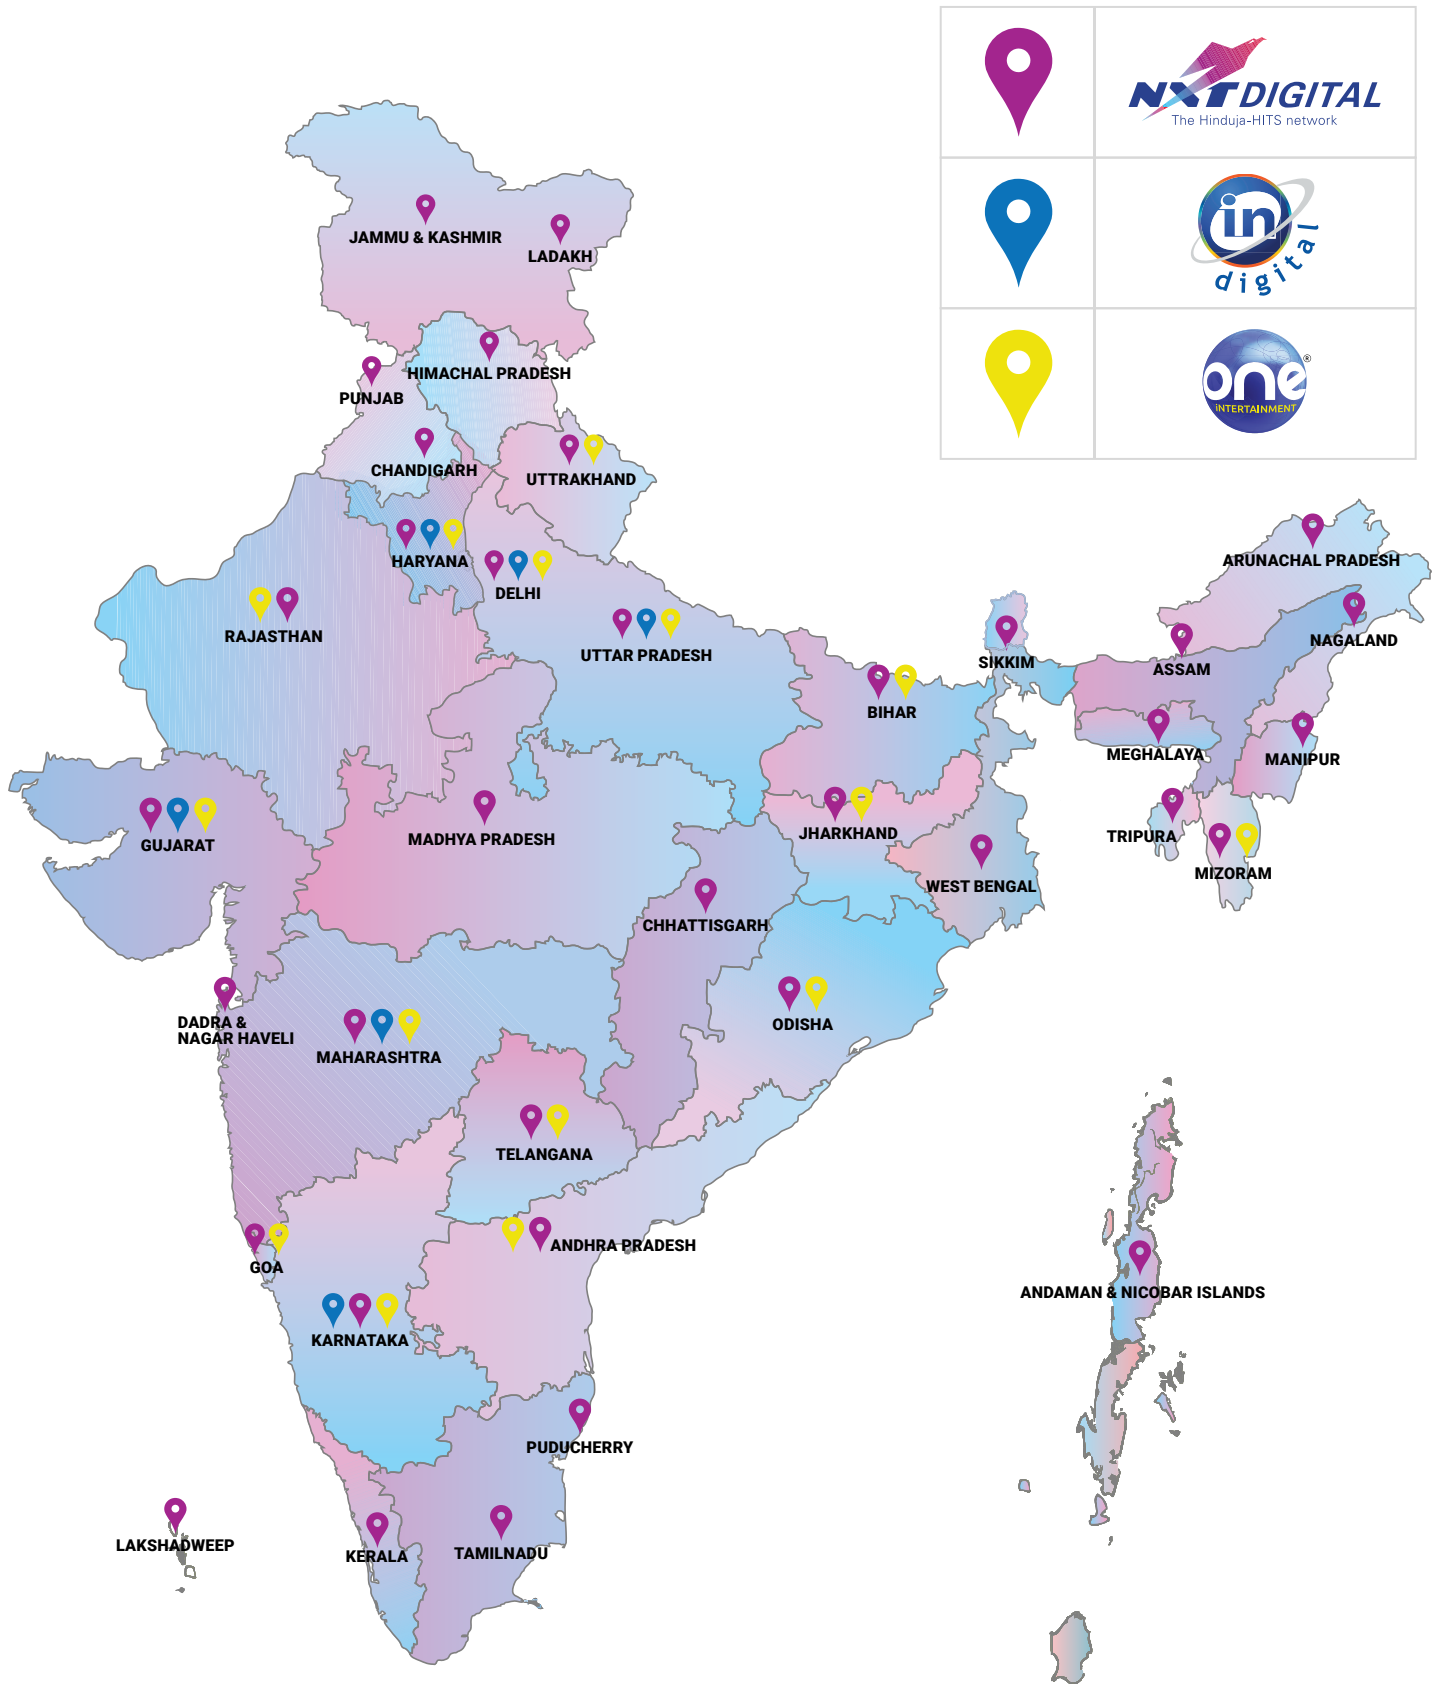 NXTDIGITAL
The Hinduja-HITS network
in
digital
one®
iNTERTAINMENT
JAMMU & KASHMIR
LADAKH
HIMACHAL PRADESH
PUNJAB
CHANDIGARH
UTTRAKHAND
HARYANA
DELHI
RAJASTHAN
UTTAR PRADESH
ARUNACHAL PRADESH
NAGALAND
SIKKIM
ASSAM
BIHAR
MEGHALAYA
MANIPUR
GUJARAT
MADHYA PRADESH
JHARKHAND
TRIPURA
MIZORAM
WEST BENGAL
CHHATTISGARH
DADRA &
NAGAR HAVELI
MAHARASHTRA
ODISHA
TELANGANA
ANDHRA PRADESH
GOA
ANDAMAN & NICOBAR ISLANDS
KARNATAKA
PUDUCHERRY
LAKSHADWEEP
KERALA
TAMILNADU